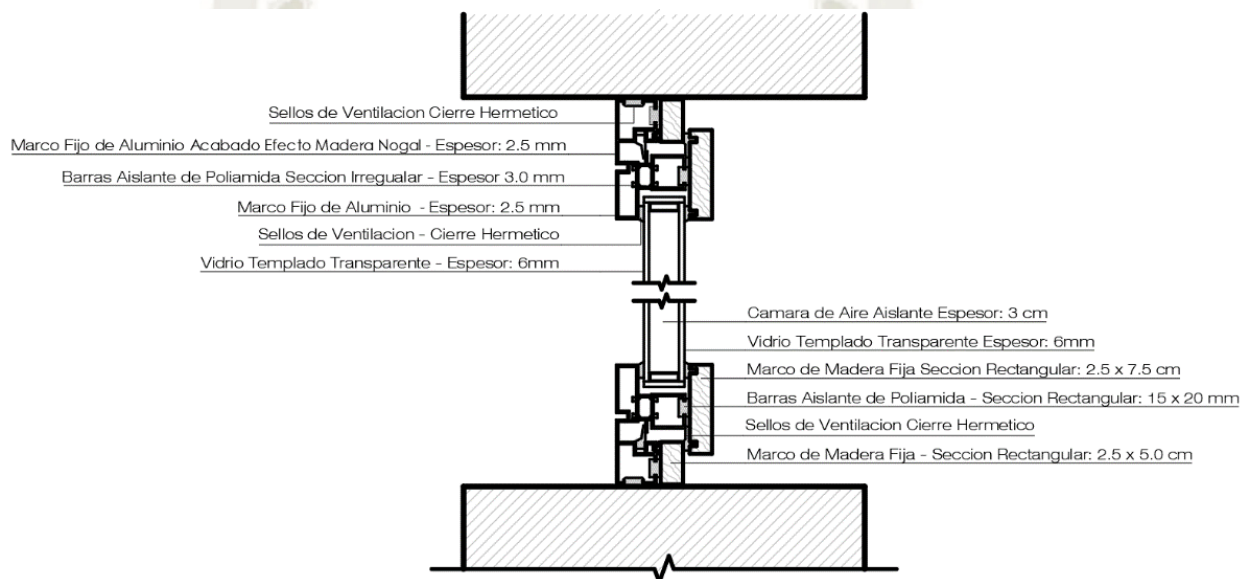 Sellos de Ventilacion Cierre Hermetico
Marco Fijo de Aluminio Acabado Efecto Madera Nogal - Espesor: 2.5 mm
Barras Aislante de Poliamida Seccion Irregualar - Espesor 3.0 mm
Marco Fijo de Aluminio - Espesor: 2.5 mm
Sellos de Ventilacion - Cierre Hermetico
Vidrio Templado Transparente - Espesor: 6mm
Camara de Aire Aislante Espesor: 3 cm
Vidrio Templado Transparente Espesor: 6mm
Marco de Madera Fija Seccion Rectangular: 2.5 x 7.5 cm
Barras Aislante de Poliamida - Seccion Rectangular: 15 x 20 mm
Sellos de Ventilacion Cierre Hermetico
Marco de Madera Fija - Seccion Rectangular: 2.5 x 5.0 cm